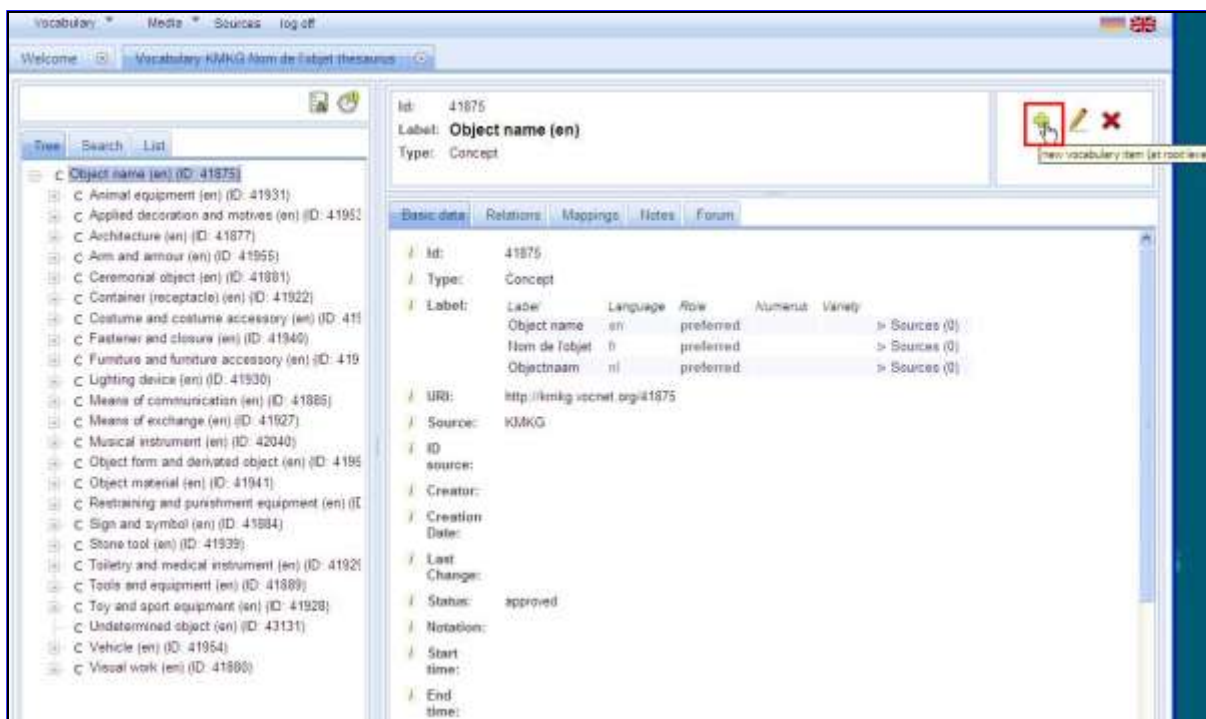 Vocabulary Media Sources log off
Welcome Vocabulary KMKG Nom de l'objet thesaurus
Tree Search List
Object name (en) (ID: 41875)
C Animal equipment (en) (ID: 41931)
C Applied decoration and motives (en) (ID: 4195
C Architecture (en) (ID: 41877)
C Arm and armour (en) (ID: 41955)
C Ceremonial object (en) (ID: 41881)
C Container (receptacle) (en) (ID: 41922)
C Costume and costume accessory (en) (ID: 41
C Fastener and closure (en) (ID: 41940)
C Furniture and furniture accessory (en) (ID: 419
C Lighting device (en) (ID: 41930)
C Means of communication (en) (ID: 41885)
C Means of exchange (en) (ID: 41927)
C Musical instrument (en) (ID: 42040)
C Object form and derivated object (en) (ID: 4195
C Object material (en) (ID: 41941)
C Restraining and punishment equipment (en) (I
C Sign and symbol (en) (ID: 41884)
C Stone tool (en) (ID: 41939)
C Toiletry and medical instrument (en) (ID: 4192
C Tools and equipment (en) (ID: 41889)
C Toy and sport equipment (en) (ID: 41928)
C Undetermined object (en) (ID: 43131)
C Vehicle (en) (ID: 41954)
C Visual work (en) (ID: 41880)
Id: 41875
Label: Object name (en)
Type: Concept
new vocabulary item (at root leve
Basic data Relations Mappings Notes Forum
i Id: 41875
i Type: Concept
i Label: Label Language Role Numerus Variety
Object name en preferred > Sources (0)
Nom de l'objet fr preferred > Sources (0)
Objectnaam nl preferred > Sources (0)
i URI: http://kmkg.vocnet.org/41875
i Source: KMKG
i ID
source:
i Creator:
i Creation
Date:
i Last
Change:
i Status: approved
i Notation:
i Start
time:
i End
time: